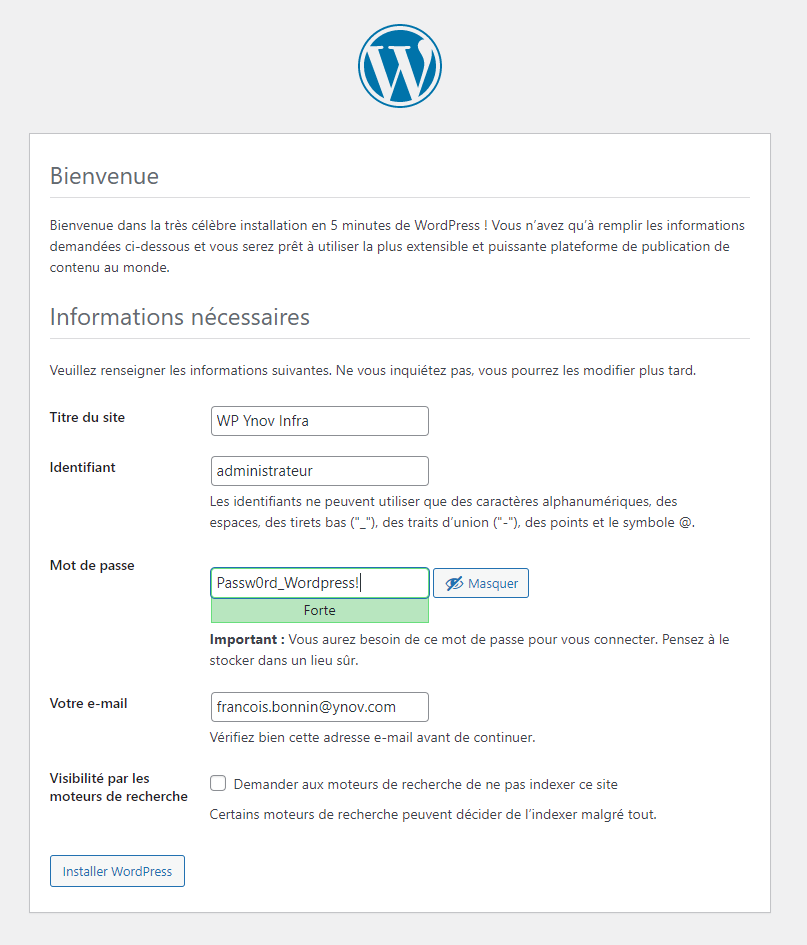 Bienvenue
Bienvenue dans la très célèbre installation en 5 minutes de WordPress ! Vous n’avez qu’à remplir les informations
demandées ci-dessous et vous serez prêt à utiliser la plus extensible et puissante plateforme de publication de
contenu au monde.
Informations nécessaires
Veuillez renseigner les informations suivantes. Ne vous inquiétez pas, vous pourrez les modifier plus tard.
Titre du site
WP Ynov Infra
Identifiant
administrateur
Les identifiants ne peuvent utiliser que des caractères alphanumériques, des
espaces, des tirets bas ("_"), des traits d’union ("-"), des points et le symbole @.
Mot de passe
Passw0rd_Wordpress!
Masquer
Forte
Important : Vous aurez besoin de ce mot de passe pour vous connecter. Pensez à le
stocker dans un lieu sûr.
Votre e-mail
francois.bonnin@ynov.com
Vérifiez bien cette adresse e-mail avant de continuer.
Visibilité par les
moteurs de recherche
Demander aux moteurs de recherche de ne pas indexer ce site
Certains moteurs de recherche peuvent décider de l’indexer malgré tout.
Installer WordPress